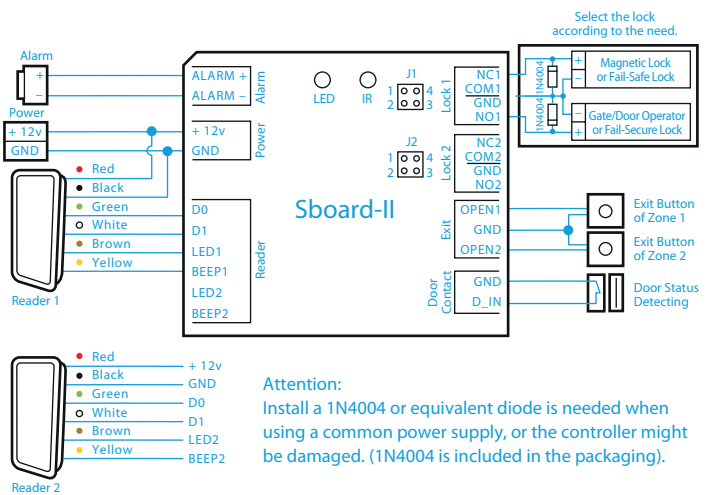 Select the lock
according to the need.
Alarm
+
−
Power
+ 12v
GND
ALARM +
ALARM −
Alarm
+ 12v
GND
Power
LED
IR
J1
1 4
2 3
J2
1 4
2 3
NC1
COM1
GND
NO1
Lock 1
NC2
COM2
GND
NO2
Lock 2
1N4004
1N4004
+
−
Magnetic Lock
or Fail-Safe Lock
−
+
Gate/Door Operator
or Fail-Secure Lock
Sboard-II
Red
Black
Green
White
Brown
Yellow
Reader 1
D0
D1
LED1
BEEP1
LED2
BEEP2
Reader
OPEN1
GND
OPEN2
Exit
GND
D_IN
Door
Contact
Exit Button
of Zone 1
Exit Button
of Zone 2
Door Status
Detecting
Red
Black
Green
White
Brown
Yellow
Reader 2
+ 12v
GND
D0
D1
LED2
BEEP2
Attention:
Install a 1N4004 or equivalent diode is needed when
using a common power supply, or the controller might
be damaged. (1N4004 is included in the packaging).